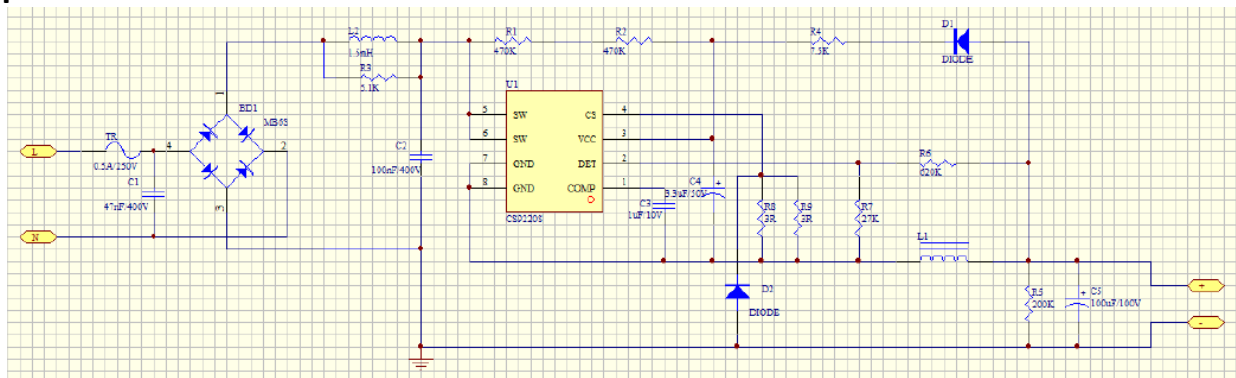 L2
1.5mH
R1
470K
R2
470K
R4
7.5K
D1
DIODE
R3
5.1K
U1
1
BD1
5
SW
CS
4
TR
4
2
6
SW
VCC
3
L
C2
7
GND
DET
2
R6
620K
0.5A/250V
C1
100nF/400V
8
GND
COMP
1
C4
3.3uF/50V
47nF/400V
3
C3
1uF/10V
R8
3R
R9
3R
R7
27K
N
L1
D2
DIODE
R5
200K
C5
100uF/100V
+
-